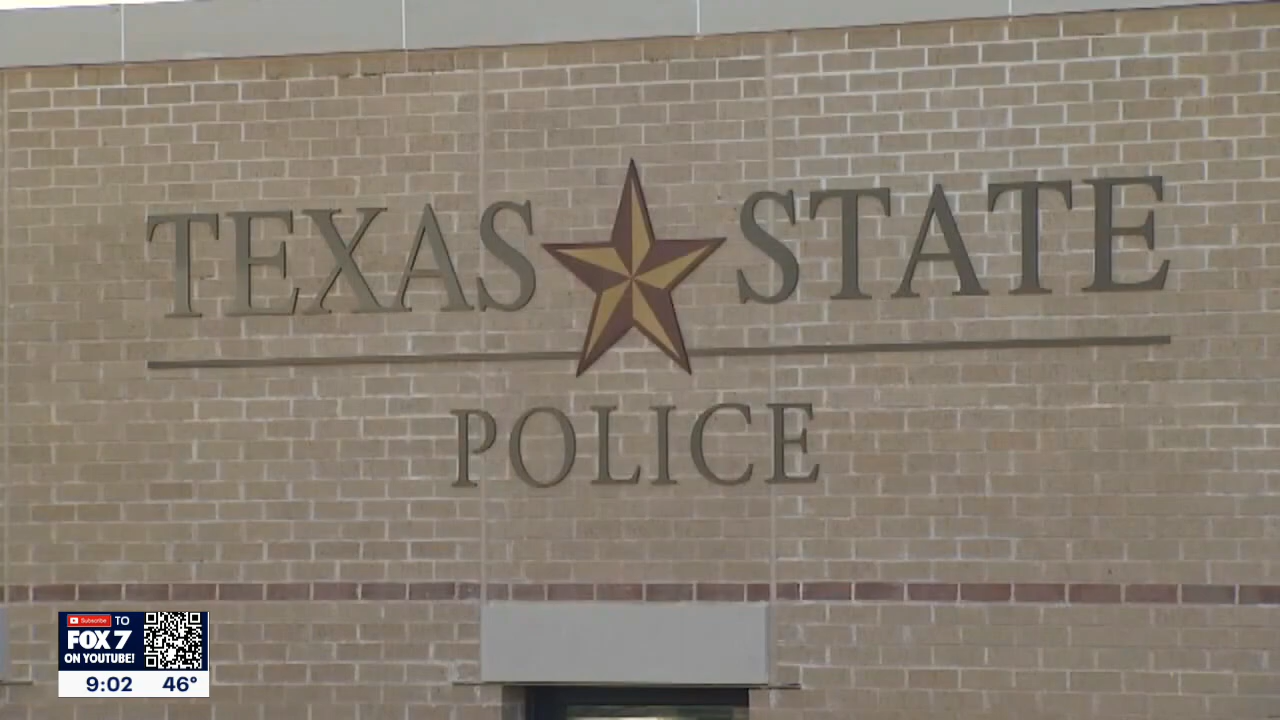 TEXAS STATE
POLICE
Subscribe TO
FOX 7
ON YOUTUBE!
9:02 46°